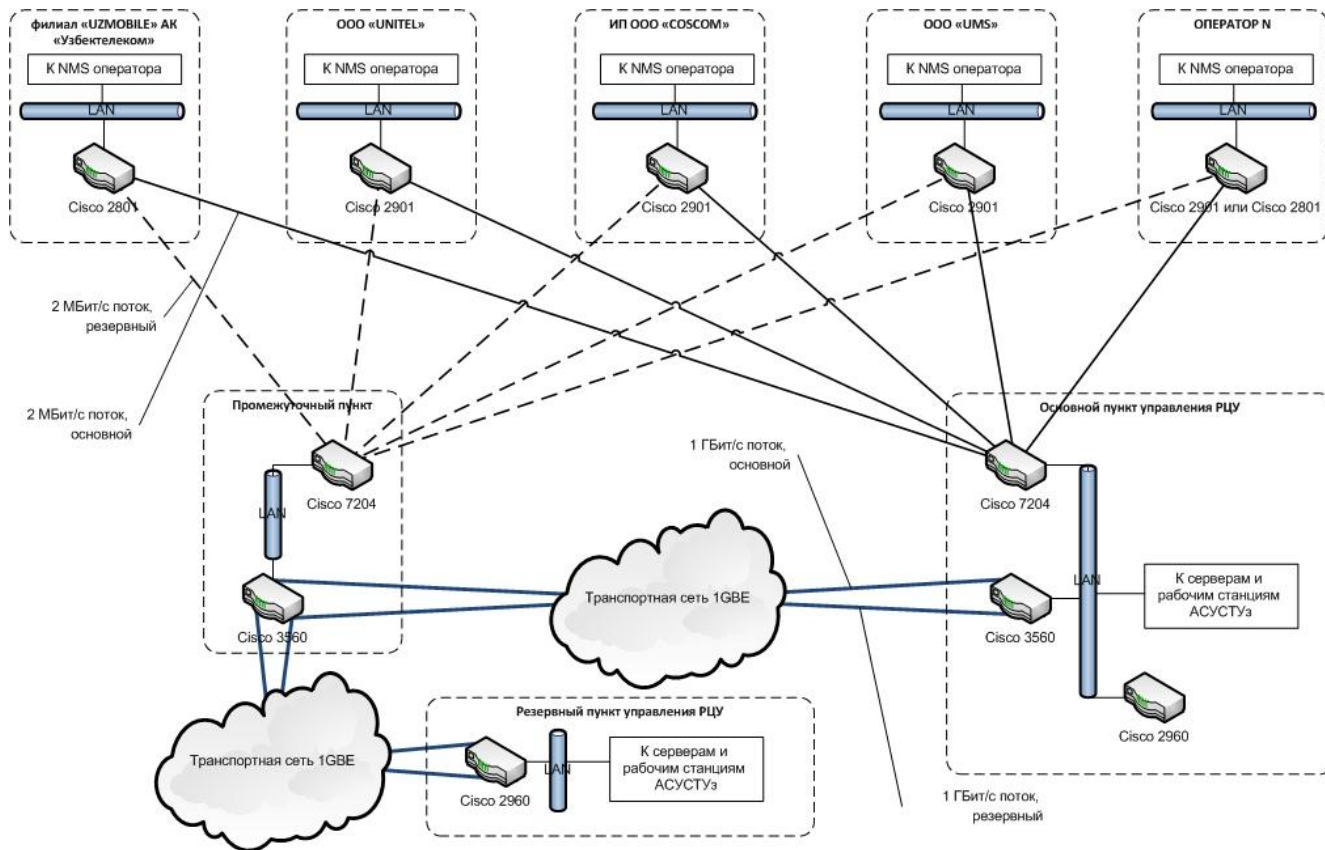 филиал «UZMOBILE» АК
«Узбектелеком»
ООО «UNITEL»
ИП ООО «COSCOM»
ООО «UMS»
ОПЕРАТОР N
К NMS оператора
К NMS оператора
К NMS оператора
К NMS оператора
К NMS оператора
LAN
LAN
LAN
LAN
LAN
Cisco 2801
Cisco 2901
Cisco 2901
Cisco 2901
Cisco 2901 или Cisco 2801
2 МБит/с поток,
резервный
2 МБит/с поток,
основной
Промежуточный пункт
Cisco 7204
LAN
Cisco 3560
1 ГБит/с поток,
основной
Основной пункт управления РЦУ
Cisco 7204
LAN
Cisco 3560
К серверам и
рабочим станциям
АСУСТУз
Cisco 2960
Транспортная сеть 1GBE
Транспортная сеть 1GBE
Резервный пункт управления РЦУ
Cisco 2960
LAN
К серверам и
рабочим станциям
АСУСТУз
1 ГБит/с поток,
резервный